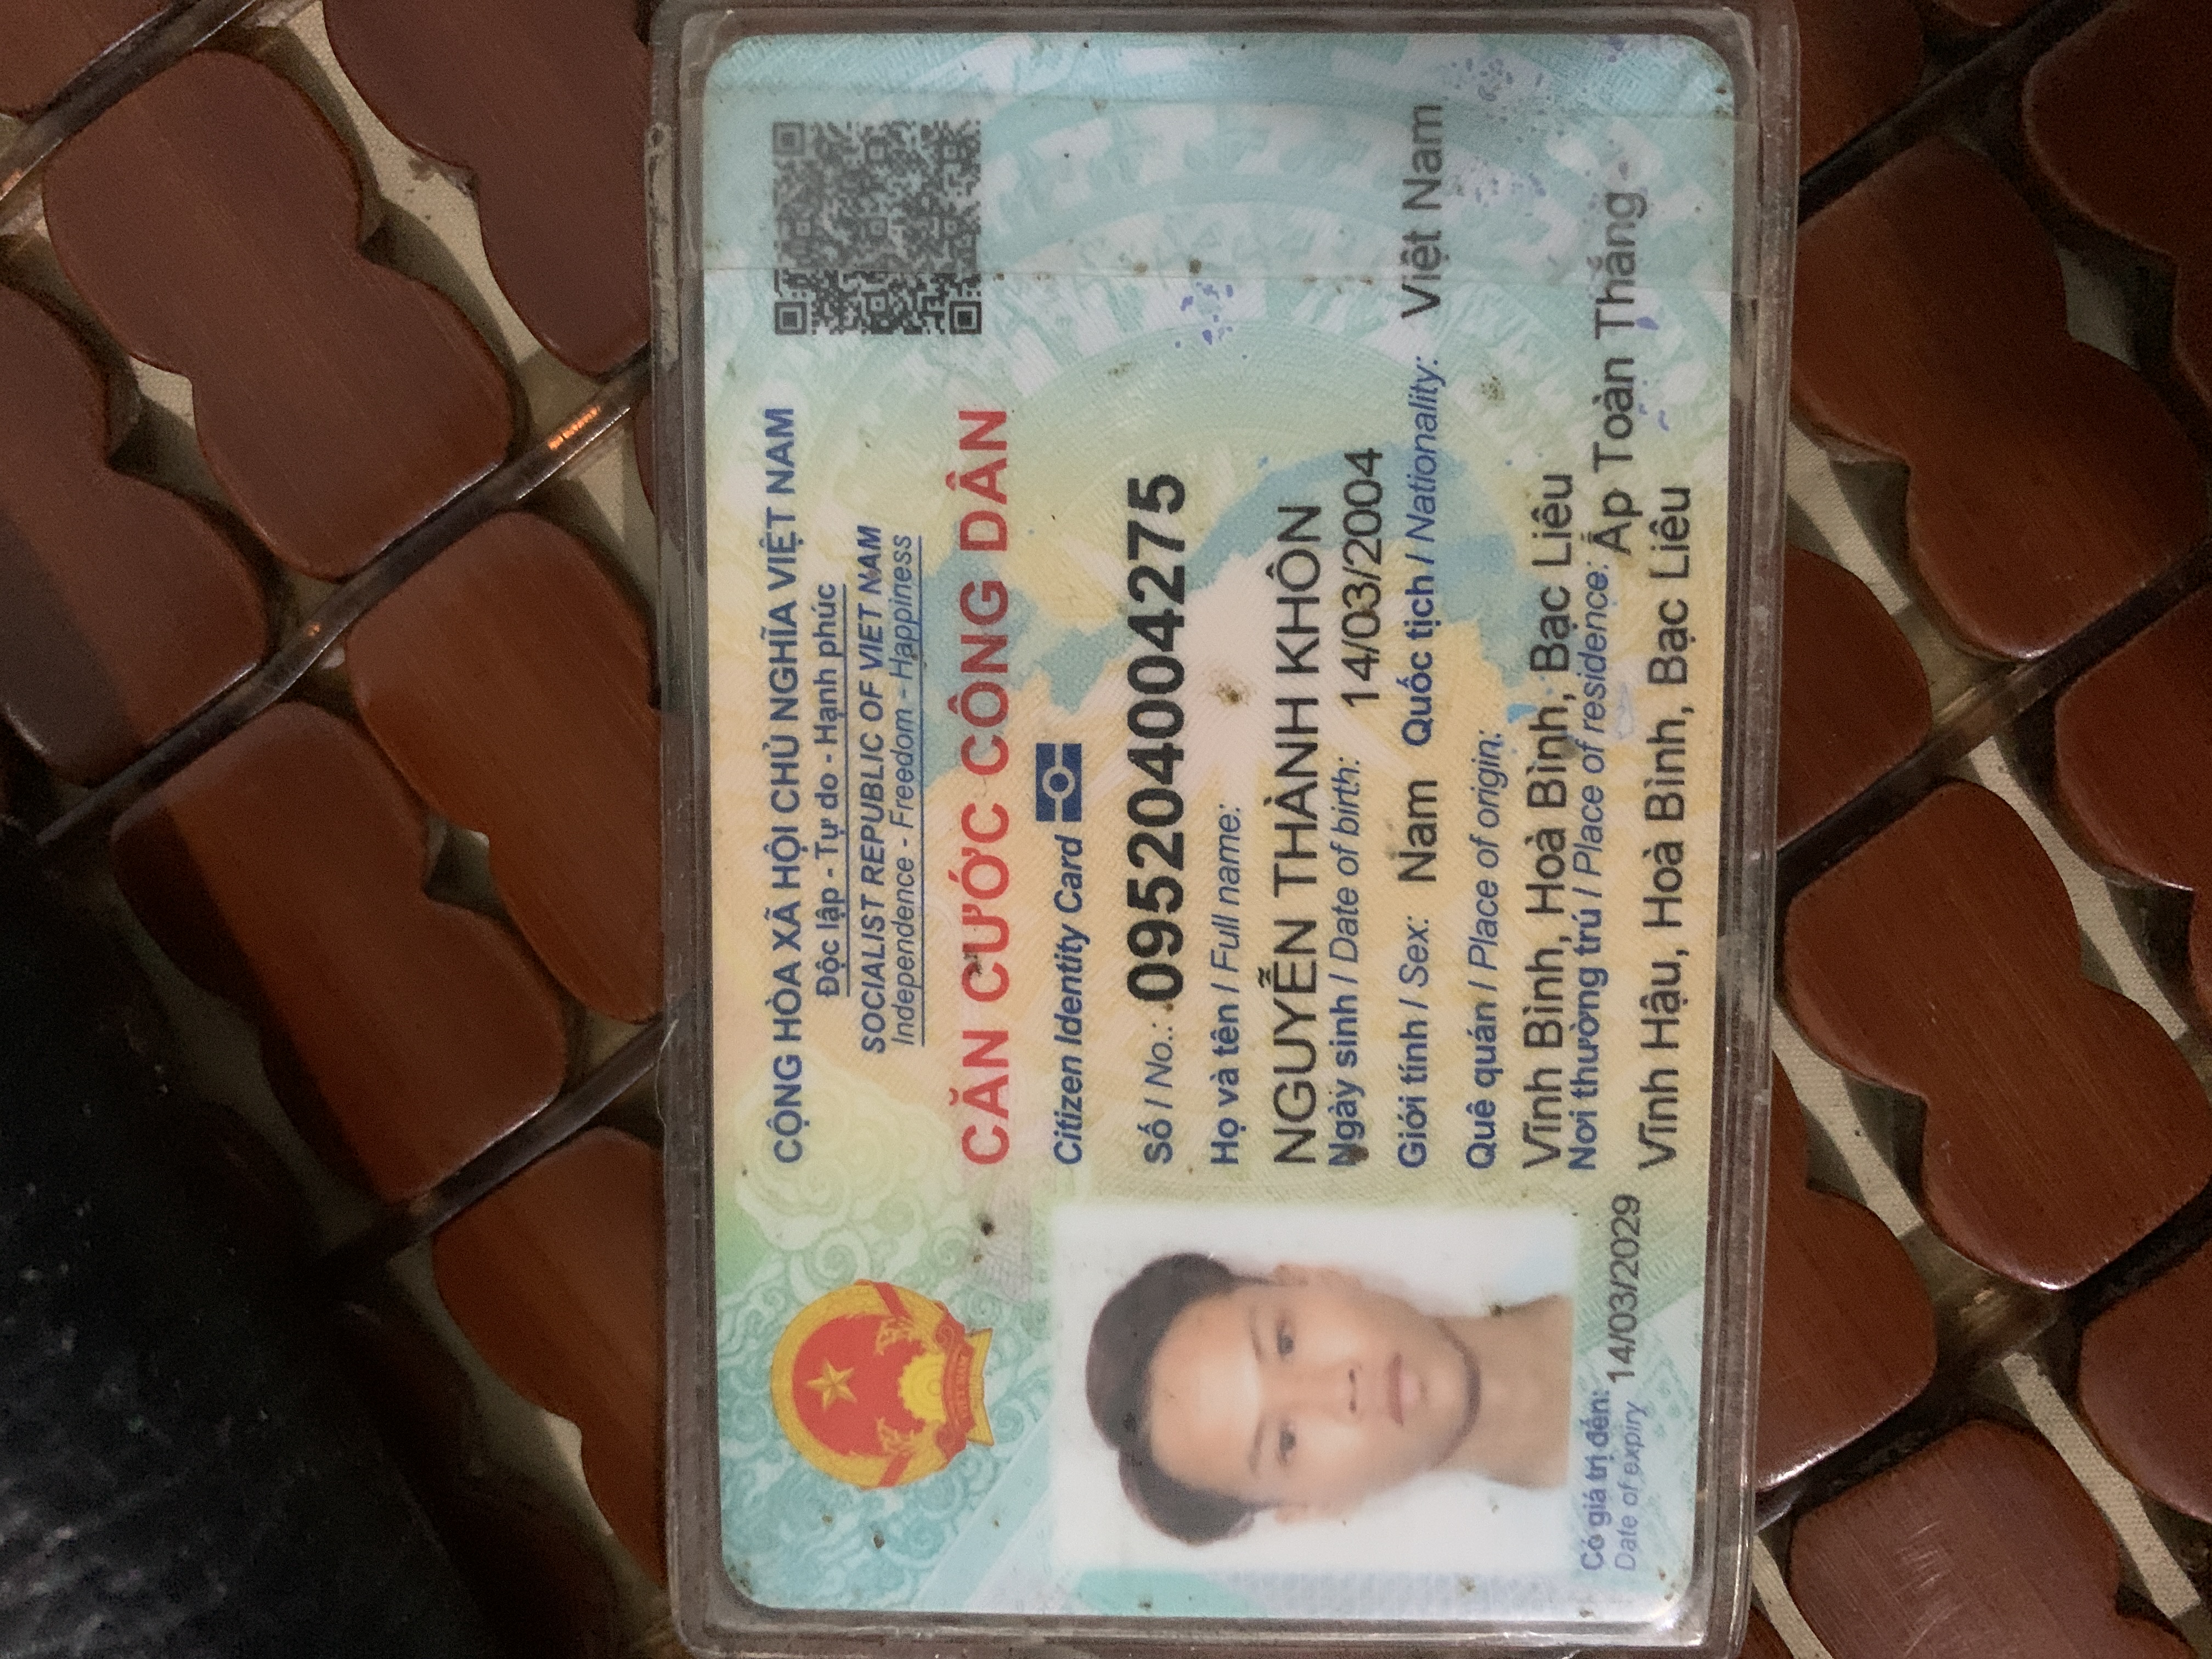 CỘNG HÒA XÃ HỘI CHỦ NGHĨA VIỆT NAM
Độc lập - Tự do - Hạnh phúc
SOCIALIST REPUBLIC OF VIET NAM
Independence - Freedom - Happiness
CĂN CƯỚC CÔNG DÂN
Citizen Identity Card
Số / No.: 095204004275
Họ và tên / Full name:
NGUYỄN THÀNH KHÔN
Ngày sinh / Date of birth: 14/03/2004
Giới tính / Sex: Nam Quốc tịch / Nationality: Việt Nam
Quê quán / Place of origin:
Vĩnh Bình, Hoà Bình, Bạc Liêu
Nơi thường trú / Place of residence: Ấp Toàn Thắng
Vĩnh Hậu, Hoà Bình, Bạc Liêu
Có giá trị đến: 14/03/2029
Date of expiry